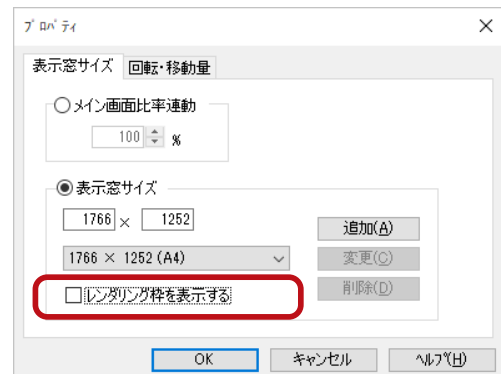 ﾌﾟﾛﾊﾟﾃｨ
表示窓サイズ 回転・移動量
メイン画面比率連動
100 %
表示窓サイズ
1766 × 1252
追加(A)
1766 × 1252 (A4)
変更(C)
レンダリング枠を表示する
削除(D)
OK キャンセル ﾍﾙﾌﾟ(H)